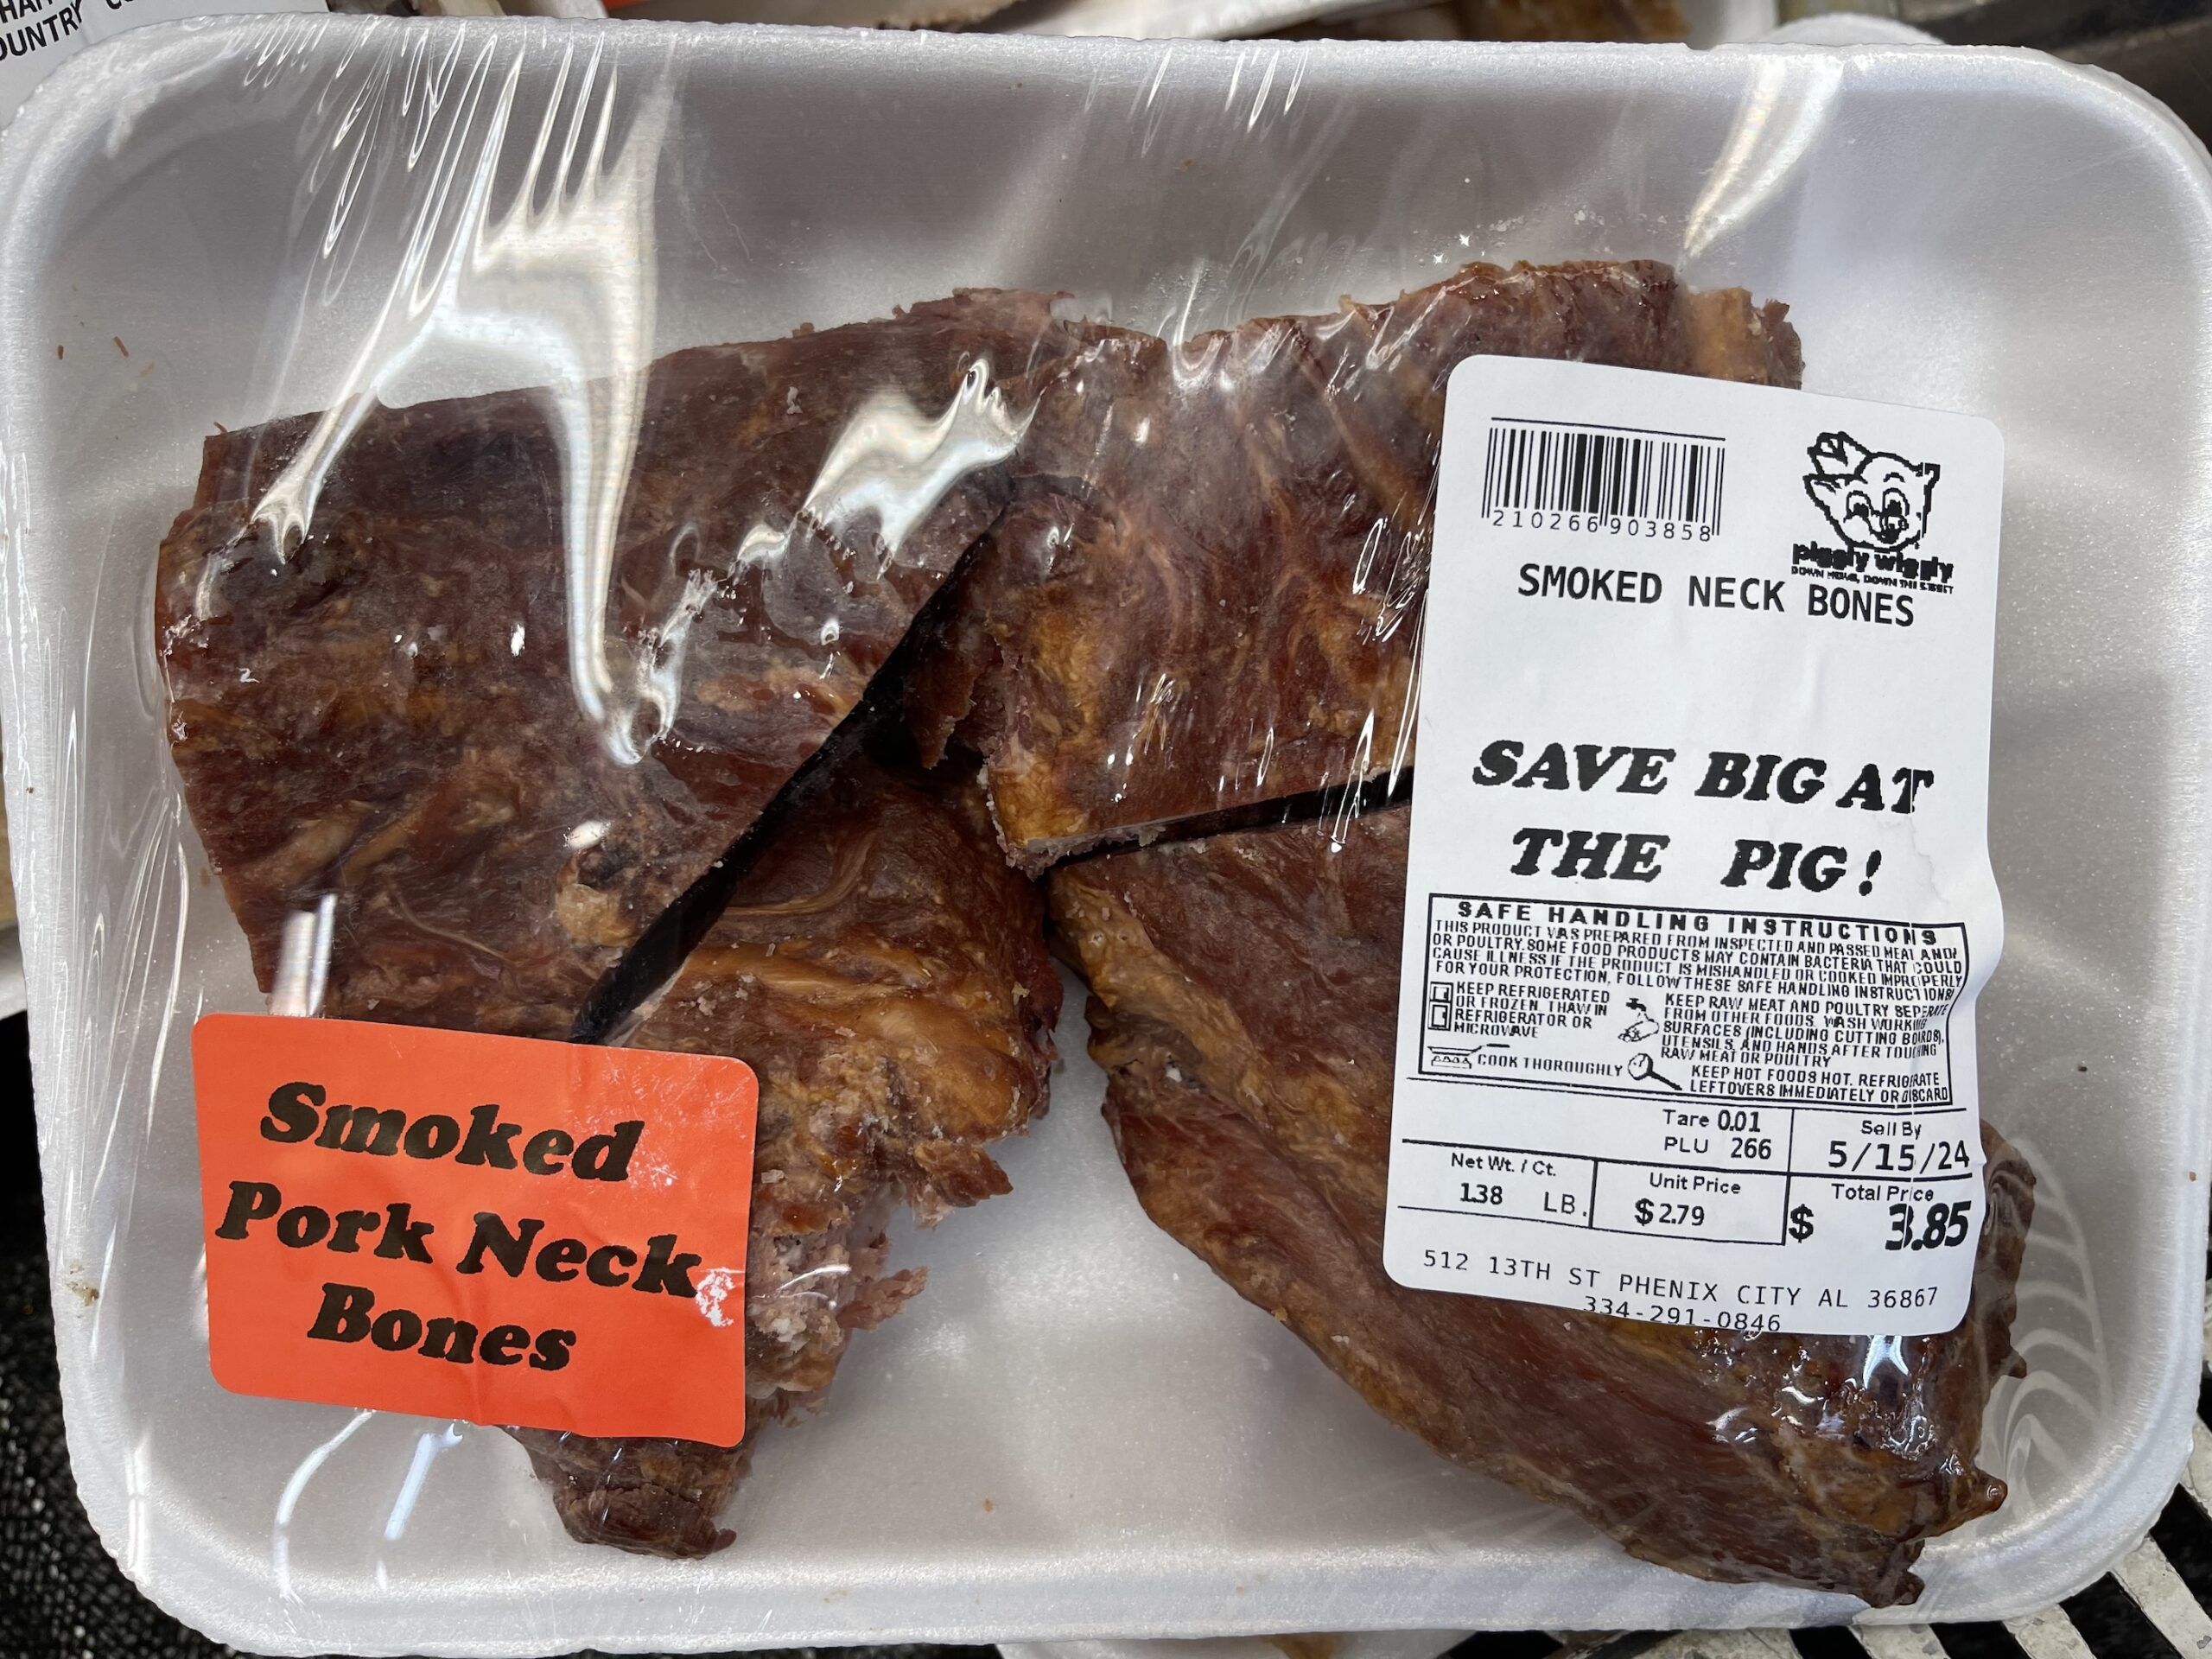 OUNTRY
210266 903858
piggly wiggly
SMOKED NECK BONES
SAVE BIG AT
THE PIG!
SAFE HANDLING INSTRUCTIONS
THIS PRODUCT WAS PREPARED FROM INSPECTED AND PASSED MEAT AND/
OR POULTRY. SOME FOOD PRODUCTS MAY CONTAIN BACTERIA THAT COULD
CAUSE ILLNESS IF THE PRODUCT IS MISHANDLED OR COOKED IMPROPERLY
FOR YOUR PROTECTION, FOLLOW THESE SAFE HANDLING INSTRUCTIONS
KEEP REFRIGERATED
OR FROZEN. THAW IN
REFRIGERATOR OR
MICROWAVE
KEEP RAW MEAT AND POULTRY SEPERATE
FROM OTHER FOODS. WASH WORKING
SURFACES (INCLUDING CUTTING BOARDS),
UTENSILS, AND HANDS AFTER TOUCHING
RAW MEAT OR POULTRY
COOK THOROUGHLY
KEEP HOT FOODS HOT. REFRIGERATE
LEFTOVERS IMMEDIATELY OR DISCARD
Tare 0.01
PLU 266
Sell By
5/15/24
Net Wt. / Ct.
1.38 LB.
Unit Price
$2.79
Total Price
$ 3.85
512 13TH ST PHENIX CITY AL 36867
334-291-0846
Smoked
Pork Neck
Bones